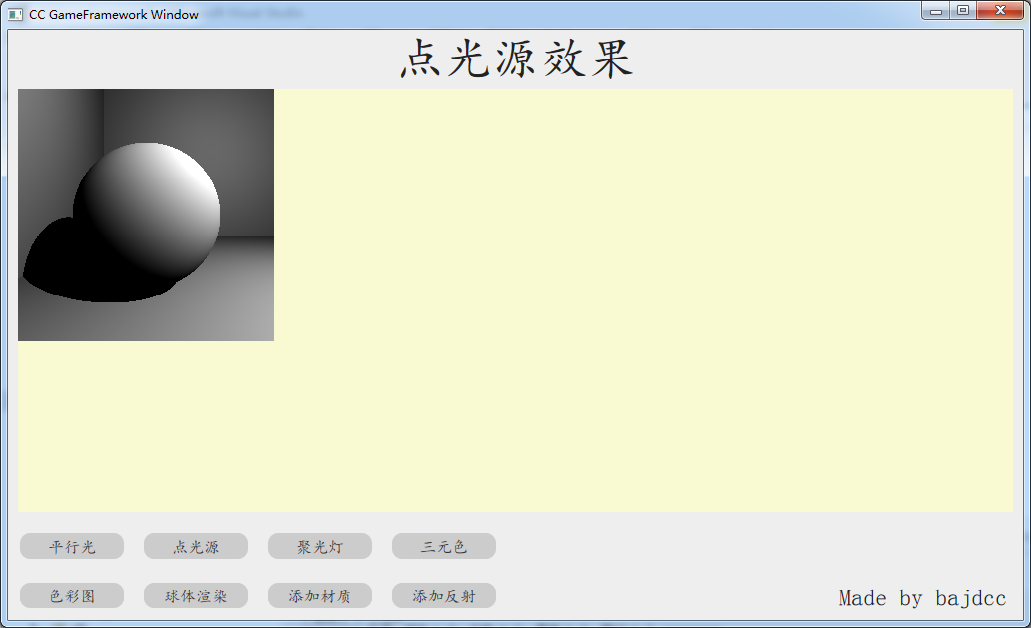 CC GameFramework Window
点光源效果
平行光 点光源 聚光灯 三元色
色彩图 球体渲染 添加材质 添加反射
Made by bajdcc